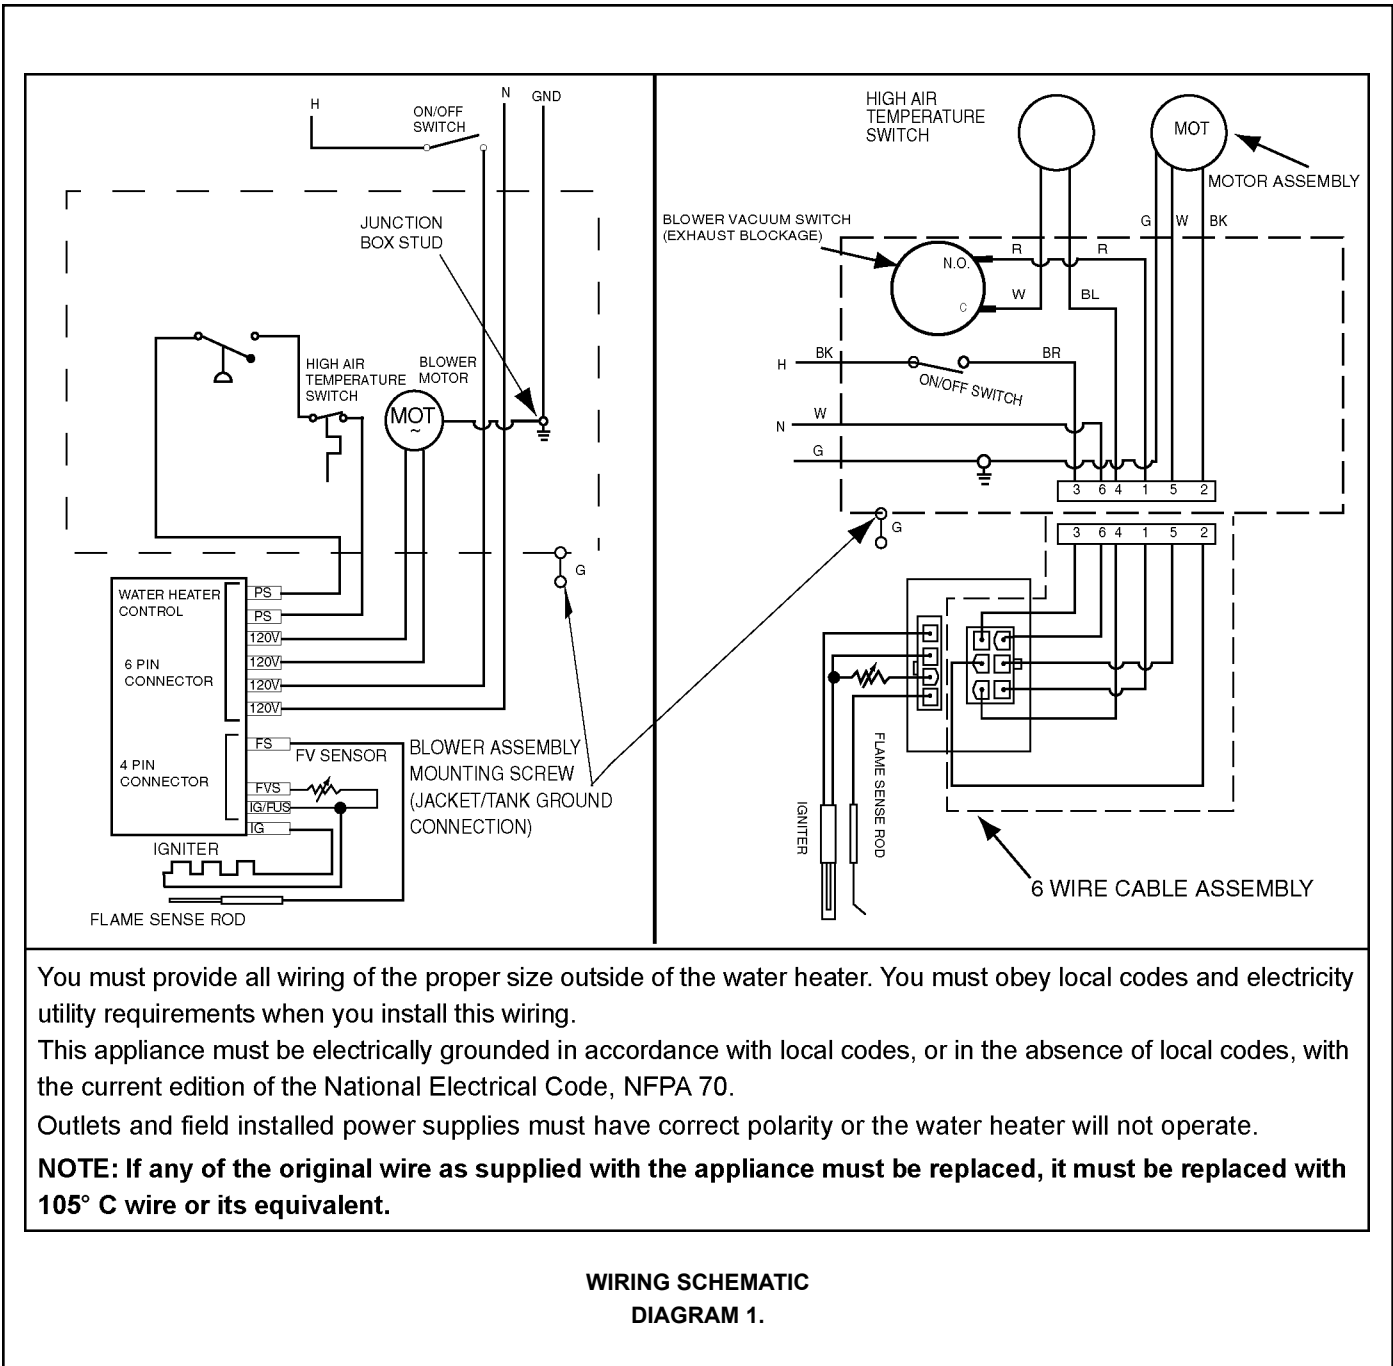 H
ON/OFF
SWITCH
N
GND
JUNCTION
BOX STUD
HIGH AIR
TEMPERATURE
SWITCH
BLOWER
MOTOR
MOT
~
G
WATER HEATER
CONTROL
6 PIN
CONNECTOR
4 PIN
CONNECTOR
PS
PS
120V
120V
120V
120V
FS
FV SENSOR
FVS
IG/FUS
IG
IGNITER
FLAME SENSE ROD
BLOWER ASSEMBLY
MOUNTING SCREW
(JACKET/TANK GROUND
CONNECTION)
HIGH AIR
TEMPERATURE
SWITCH
MOT
MOTOR ASSEMBLY
BLOWER VACUUM SWITCH
(EXHAUST BLOCKAGE)
G W BK
N.O.
R R
C
W BL
H
BK
BR
ON/OFF SWITCH
N
W
G
3 6 4 1 5 2
G
3 6 4 1 5 2
IGNITER
FLAME SENSE ROD
6 WIRE CABLE ASSEMBLY
You must provide all wiring of the proper size outside of the water heater. You must obey local codes and electricity
utility requirements when you install this wiring.
This appliance must be electrically grounded in accordance with local codes, or in the absence of local codes, with
the current edition of the National Electrical Code, NFPA 70.
Outlets and field installed power supplies must have correct polarity or the water heater will not operate.
NOTE: If any of the original wire as supplied with the appliance must be replaced, it must be replaced with
105° C wire or its equivalent.
WIRING SCHEMATIC
DIAGRAM 1.